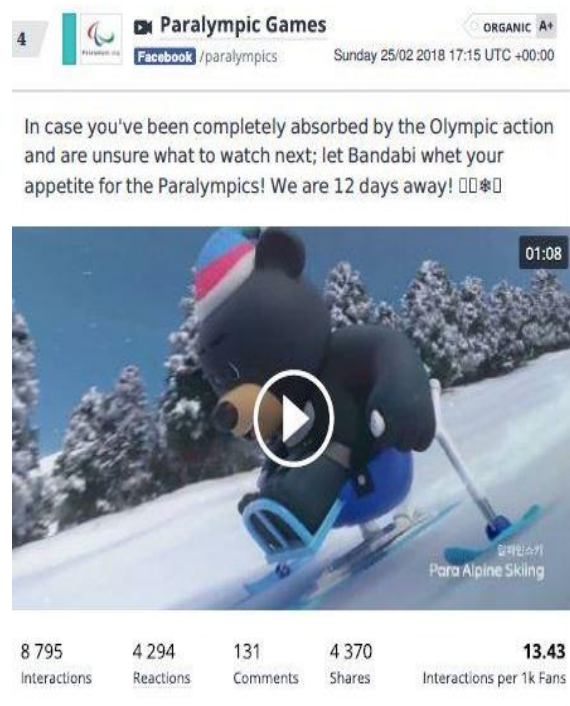 4
Paralympic Games
ORGANIC A+
Facebook /paralympics
Sunday 25/02 2018 17:15 UTC +00:00
In case you've been completely absorbed by the Olympic action
and are unsure what to watch next; let Bandabi whet your
appetite for the Paralympics! We are 12 days away! ▯▯❄▯
01:08
알파인스키
Para Alpine Skiing
8 795 4 294 131 4 370 13.43
Interactions Reactions Comments Shares Interactions per 1k Fans